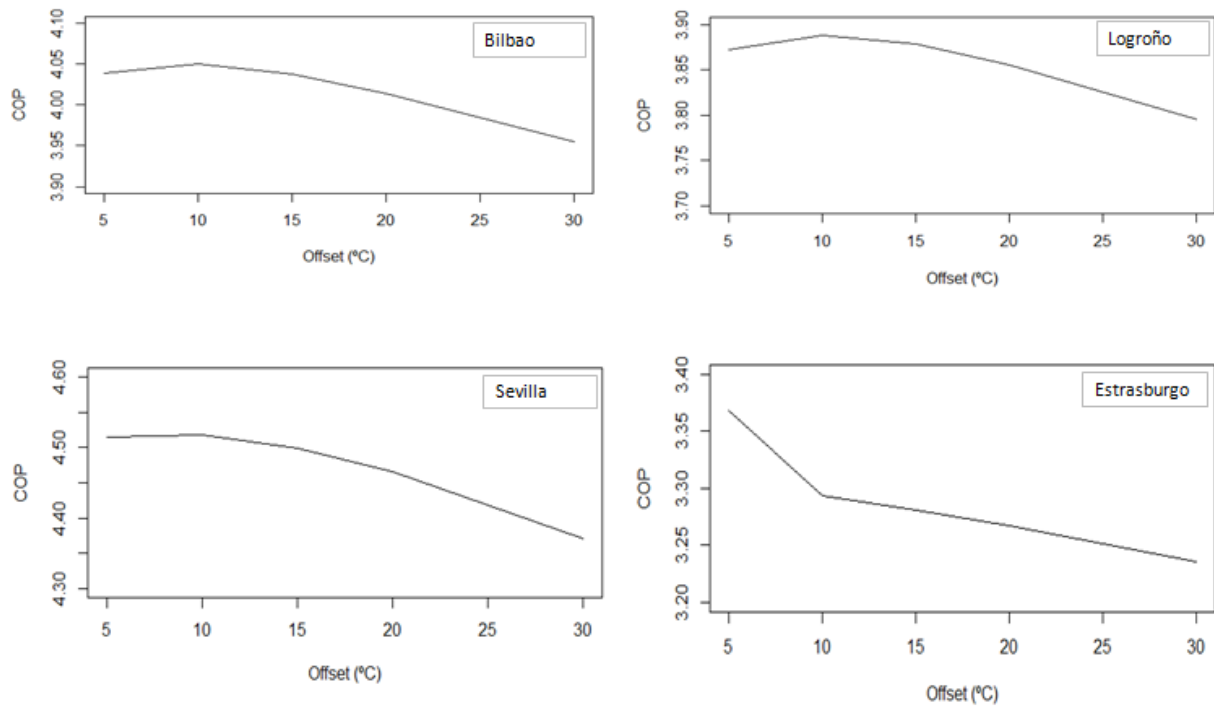 Bilbao
COP
4.10
4.05
4.00
3.95
3.90
5 10 15 20 25 30
Offset (ºC)
Logroño
COP
3.90
3.85
3.80
3.75
3.70
5 10 15 20 25 30
Offset (ºC)
Sevilla
COP
4.60
4.50
4.40
4.30
5 10 15 20 25 30
Offset (ºC)
Estrasburgo
COP
3.40
3.35
3.30
3.25
3.20
5 10 15 20 25 30
Offset (ºC)